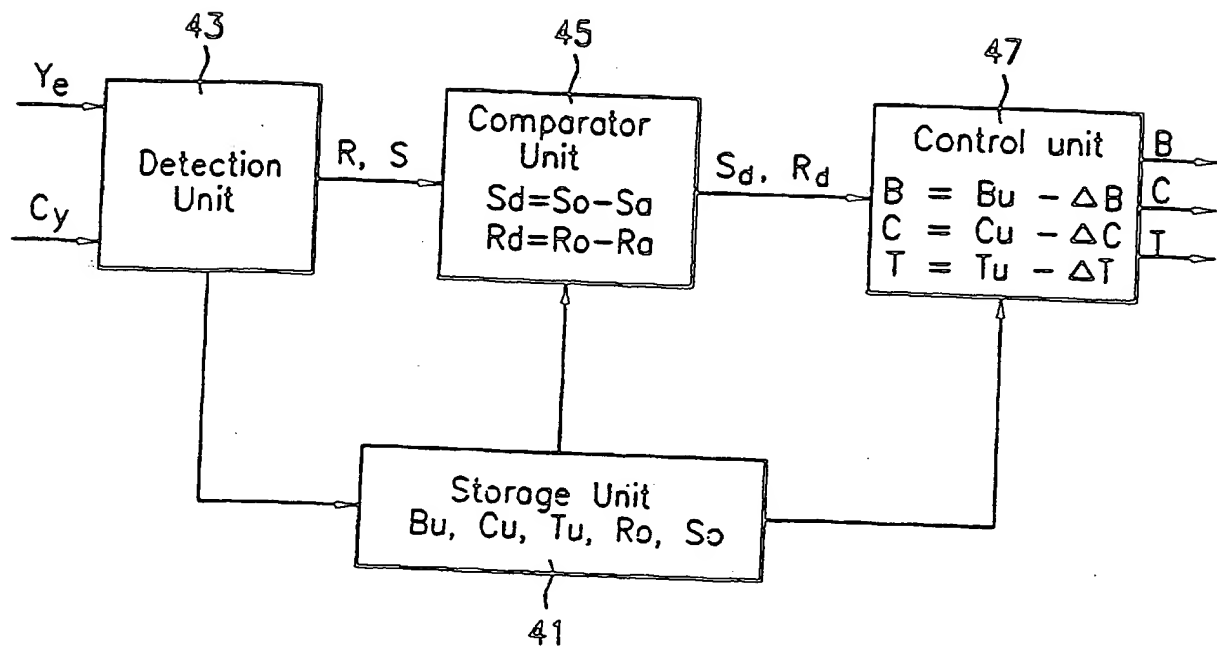 43
45
47
Ye
Cy
Detection
Unit
R, S
Comparator
Unit
Sd=So-Sa
Rd=Ro-Ra
Sd, Rd
Control unit
B = Bu - ΔB
C = Cu - ΔC
T = Tu - ΔT
B
C
T
Storage Unit
Bu, Cu, Tu, Ro, So
41